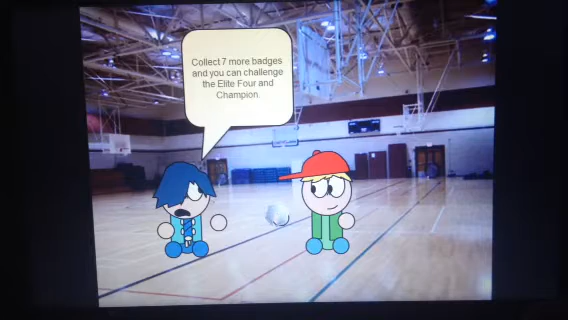 Collect 7 more badges
and you can challenge
the Elite Four and
Champion.